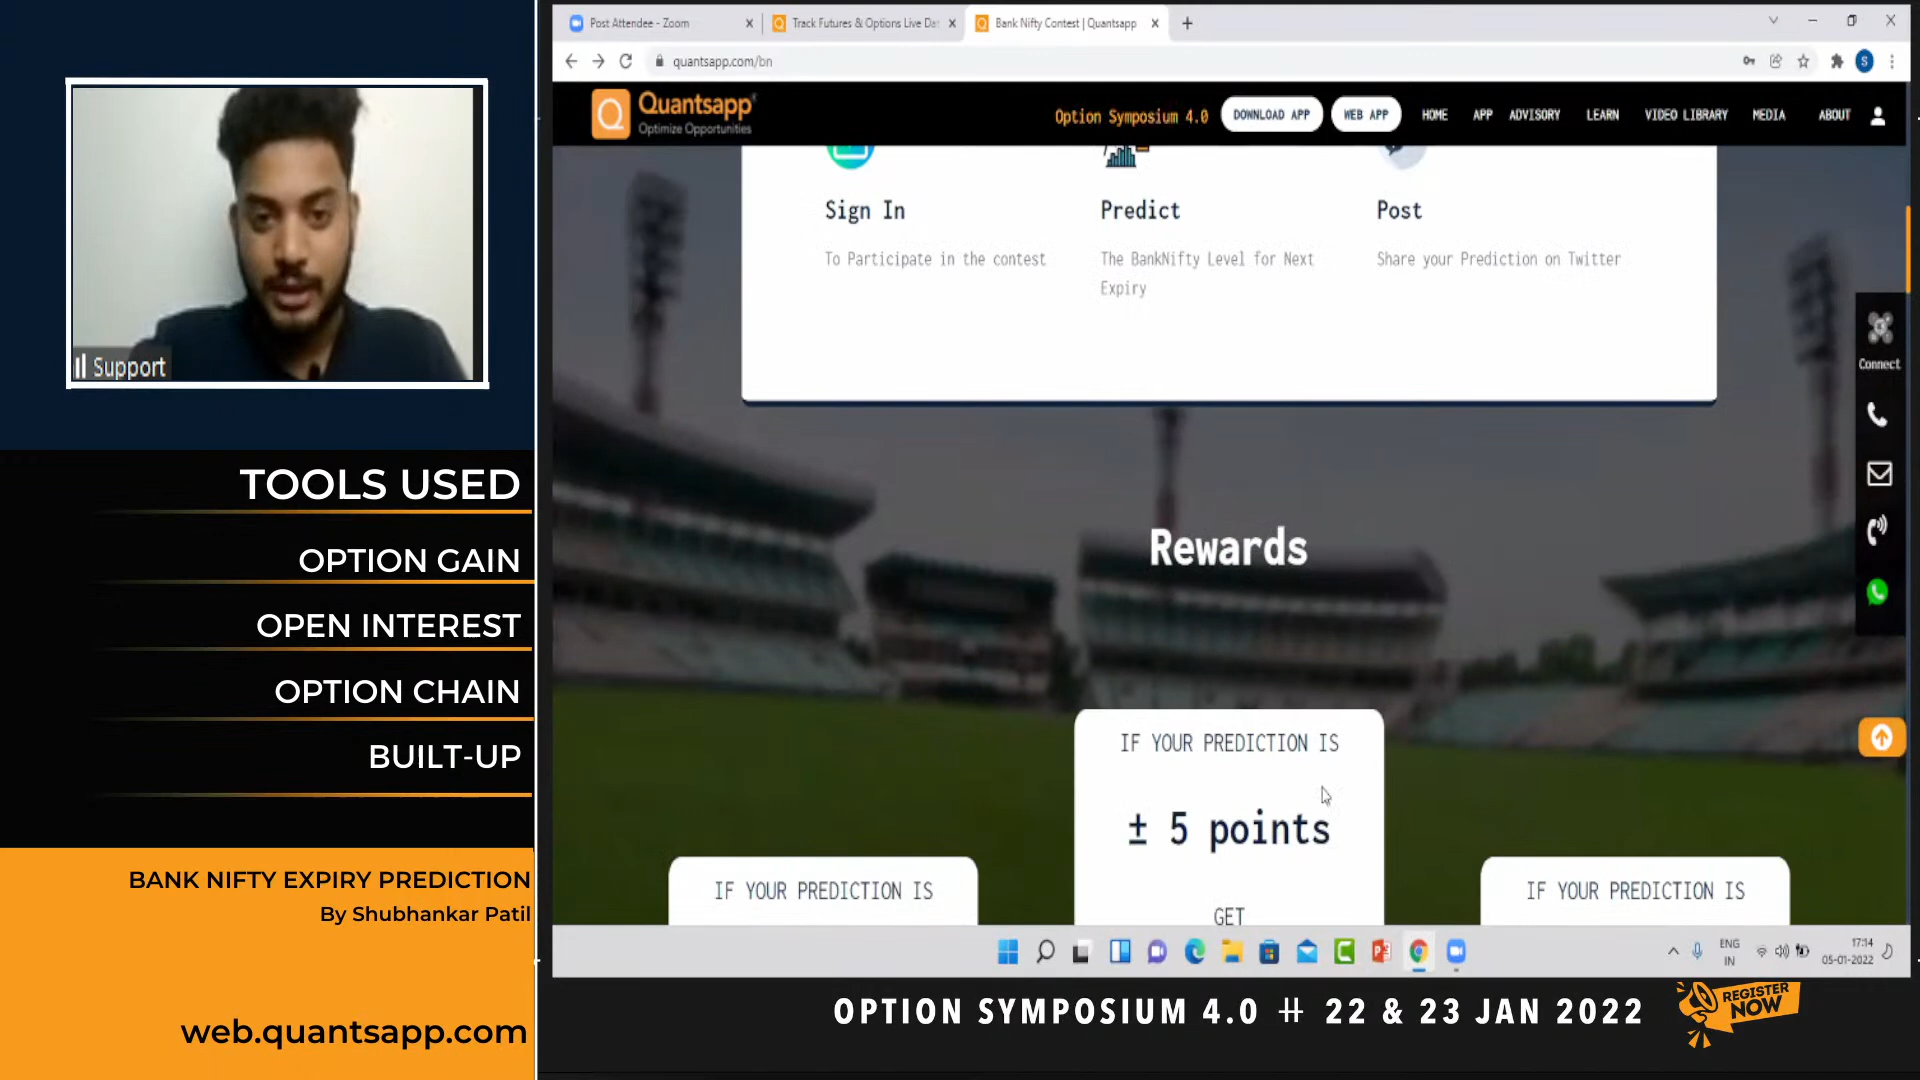 Support
TOOLS USED
OPTION GAIN
OPEN INTEREST
OPTION CHAIN
BUILT-UP
BANK NIFTY EXPIRY PREDICTION
By Shubhankar Patil
web.quantsapp.com
Post Attendee - Zoom
Track Futures & Options Live Da
Bank Nifty Contest | Quantsapp
quantsapp.com/bn
S
Quantsapp
Optimize Opportunities
Option Symposium 4.0
DOWNLOAD APP
WEB APP
HOME
APP
ADVISORY
LEARN
VIDEO LIBRARY
MEDIA
ABOUT
Sign In
To Participate in the contest
Predict
The BankNifty Level for Next
Expiry
Post
Share your Prediction on Twitter
Connect
Rewards
IF YOUR PREDICTION IS
± 5 points
GET
IF YOUR PREDICTION IS
IF YOUR PREDICTION IS
ENG
IN
17:14
05-01-2022
OPTION SYMPOSIUM 4.0 # 22 & 23 JAN 2022
REGISTER
NOW